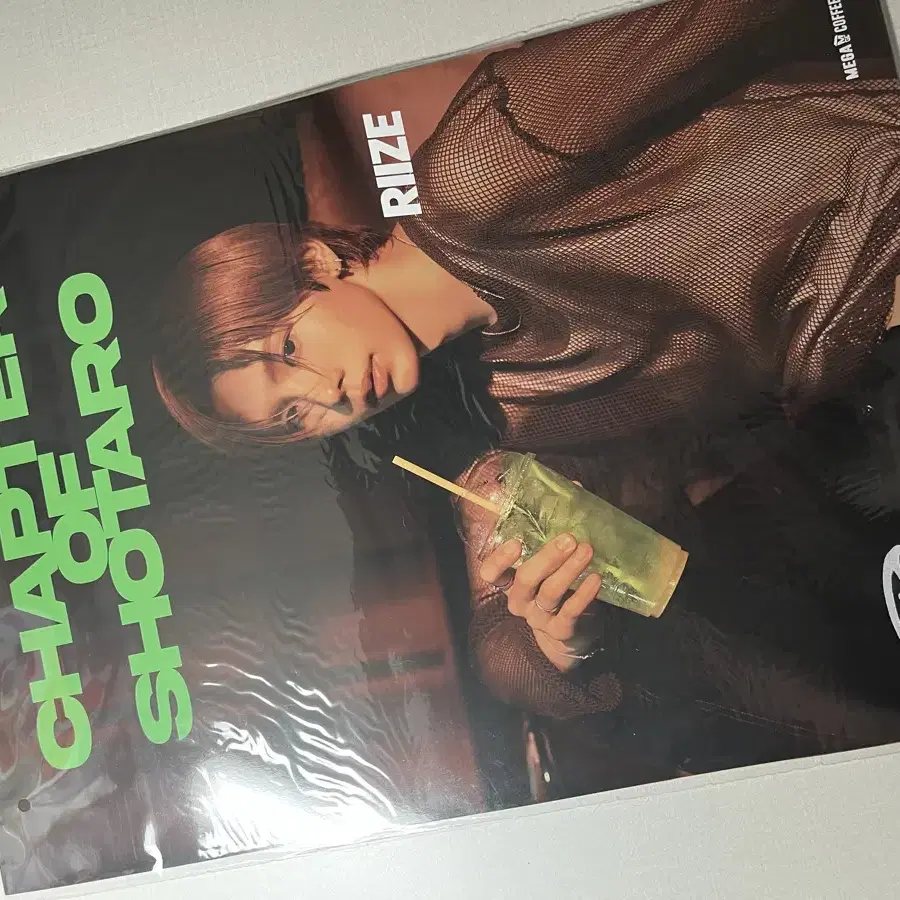 CHAPTER
OF
SHOTARO
RIIZE
MEGA COFFEE